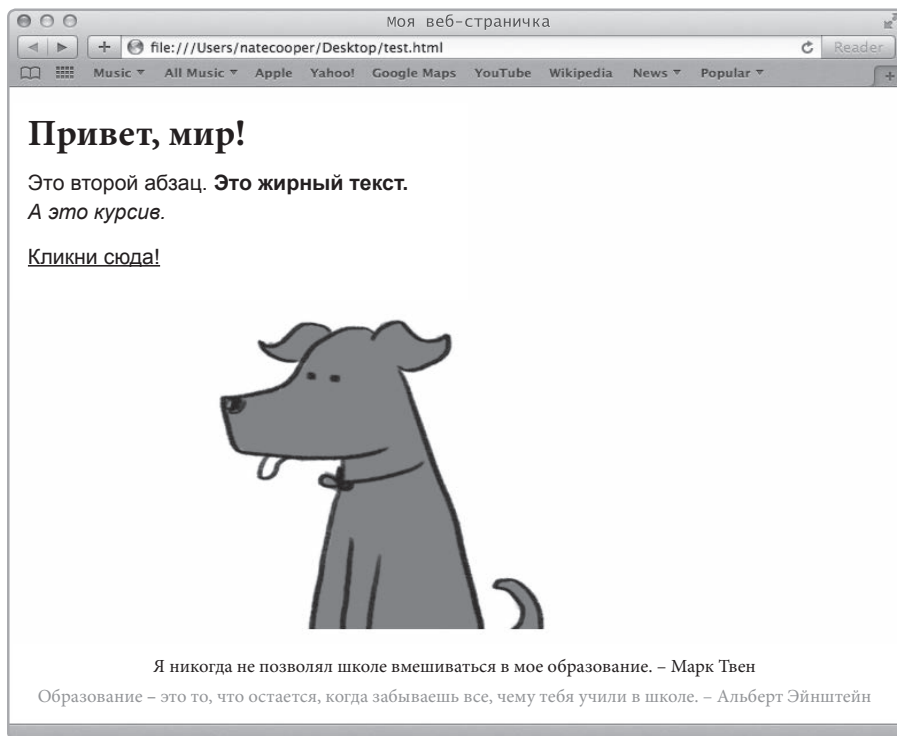 Моя веб-страничка
file:///Users/natecooper/Desktop/test.html
Reader
Music All Music Apple Yahoo! Google Maps YouTube Wikipedia News Popular
Привет, мир!
Это второй абзац. Это жирный текст.
А это курсив.
Кликни сюда!
Я никогда не позволял школе вмешиваться в мое образование. – Марк Твен
Образование – это то, что остается, когда забываешь все, чему тебя учили в школе. – Альберт Эйнштейн